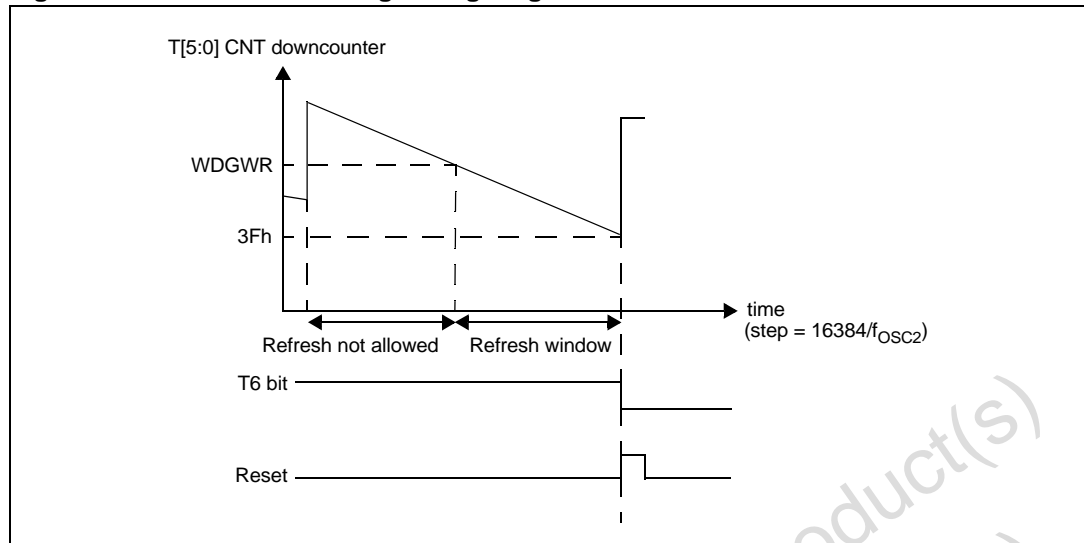 T[5:0] CNT downcounter
WDGWR
3Fh
time
(step = 16384/fOSC2)
Refresh not allowed Refresh window
T6 bit
Reset